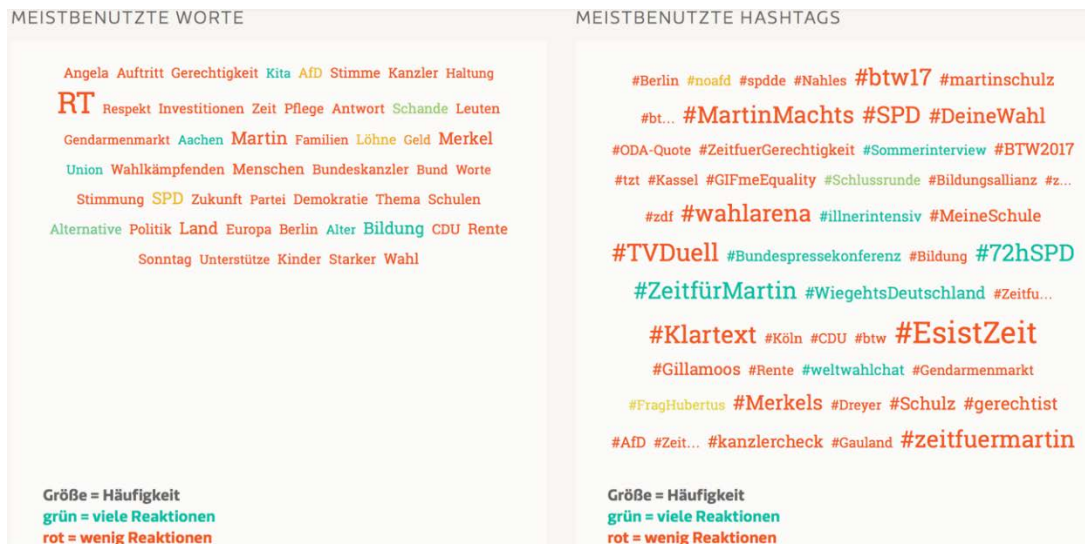 MEISTBENUTZTE WORTE
Angela Auftritt Gerechtigkeit Kita AfD Stimme Kanzler Haltung
RT Respekt Investitionen Zeit Pflege Antwort Schande Leuten
Gendarmenmarkt Aachen Martin Familien Löhne Geld Merkel
Union Wahlkämpfenden Menschen Bundeskanzler Bund Worte
Stimmung SPD Zukunft Partei Demokratie Thema Schulen
Alternative Politik Land Europa Berlin Alter Bildung CDU Rente
Sonntag Unterstütze Kinder Starker Wahl
Größe = Häufigkeit
grün = viele Reaktionen
rot = wenig Reaktionen
MEISTBENUTZTE HASHTAGS
#Berlin #noafd #spdde #Nahles #btw17 #martinschulz
#bt... #MartinMachts #SPD #DeineWahl
#ODA-Quote #ZeitfuerGerechtigkeit #Sommerinterview #BTW2017
#tzt #Kassel #GIFmeEquality #Schlussrunde #Bildungsallianz #z...
#zdf #wahlarena #illnerintensiv #MeineSchule
#TVDuell #Bundespressekonferenz #Bildung #72hSPD
#ZeitfürMartin #WiegehtsDeutschland #Zeitfu...
#Klartext #Köln #CDU #btw #EsistZeit
#Gillamoos #Rente #weltwahlchat #Gendarmenmarkt
#FragHubertus #Merkels #Dreyer #Schulz #gerechtist
#AfD #Zeit... #kanzlercheck #Gauland #zeitfuermartin
Größe = Häufigkeit
grün = viele Reaktionen
rot = wenig Reaktionen